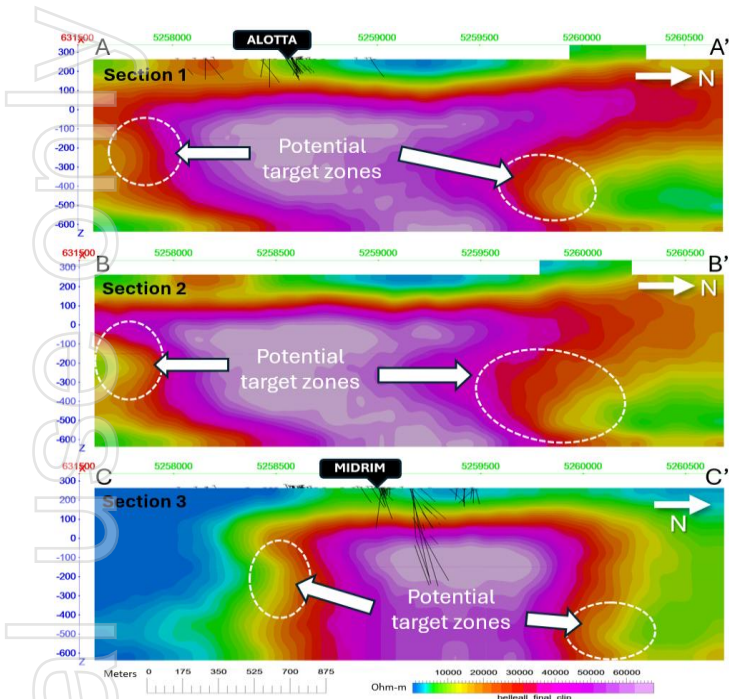 631500 5258000 ALOTTA 5259000 5259500 5260000 5260500
A A'
300
Section 1 N
200
100
0
-100
Potential
target zones
-200
-300
-400
-500
-600
Z
631500 5258000 5258500 5259000 5259500 5260000 5260500
B B'
300
Section 2 N
200
100
0
-100
Potential
target zones
-200
-300
-400
-500
-600
Z
MIDRIM
631500 5258000 5258500 5259500 5260000 5260500
C C'
300
Section 3 N
200
100
0
-100
-200
-300
Potential
target zones
-400
-500
-600
Z
Meters 0 175 350 525 700 875
Ohm-m 10000 20000 30000 40000 50000 60000